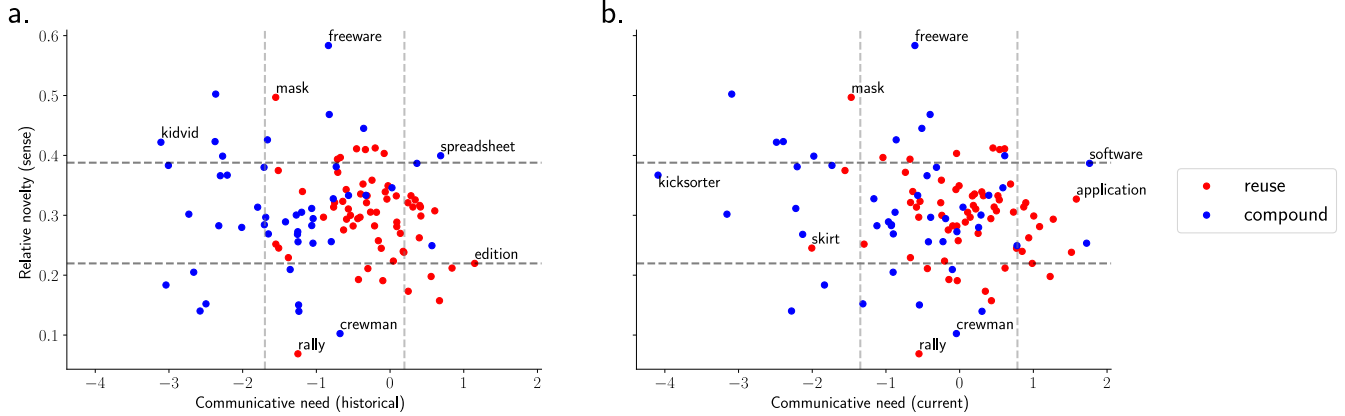 a.
Relative novelty (sense)
0.6
0.5
0.4
0.3
0.2
0.1
freeware
mask
kidvid
spreadsheet
edition
crewman
rally
−4 −3 −2 −1 0 1 2
Communicative need (historical)
b.
freeware
mask
software
kicksorter
application
skirt
crewman
rally
−4 −3 −2 −1 0 1 2
Communicative need (current)
reuse
compound